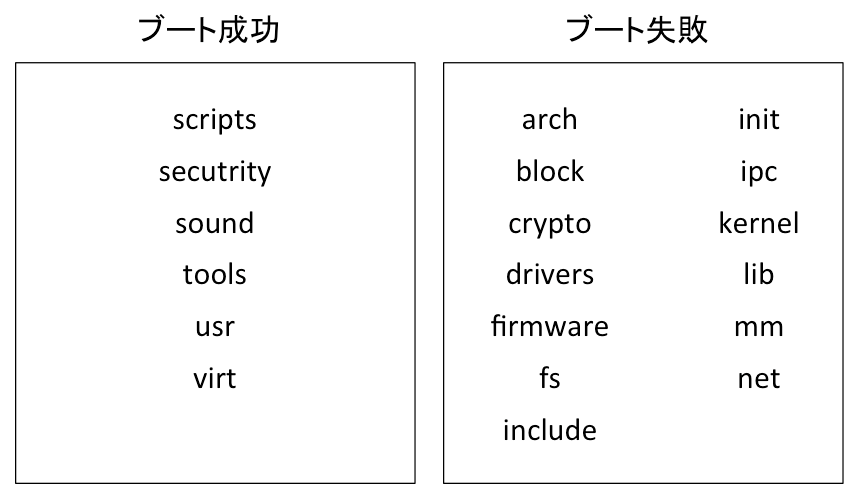 ブート成功
scripts
secutrity
sound
tools
usr
virt
ブート失敗
arch
block
crypto
drivers
firmware
fs
include
init
ipc
kernel
lib
mm
net